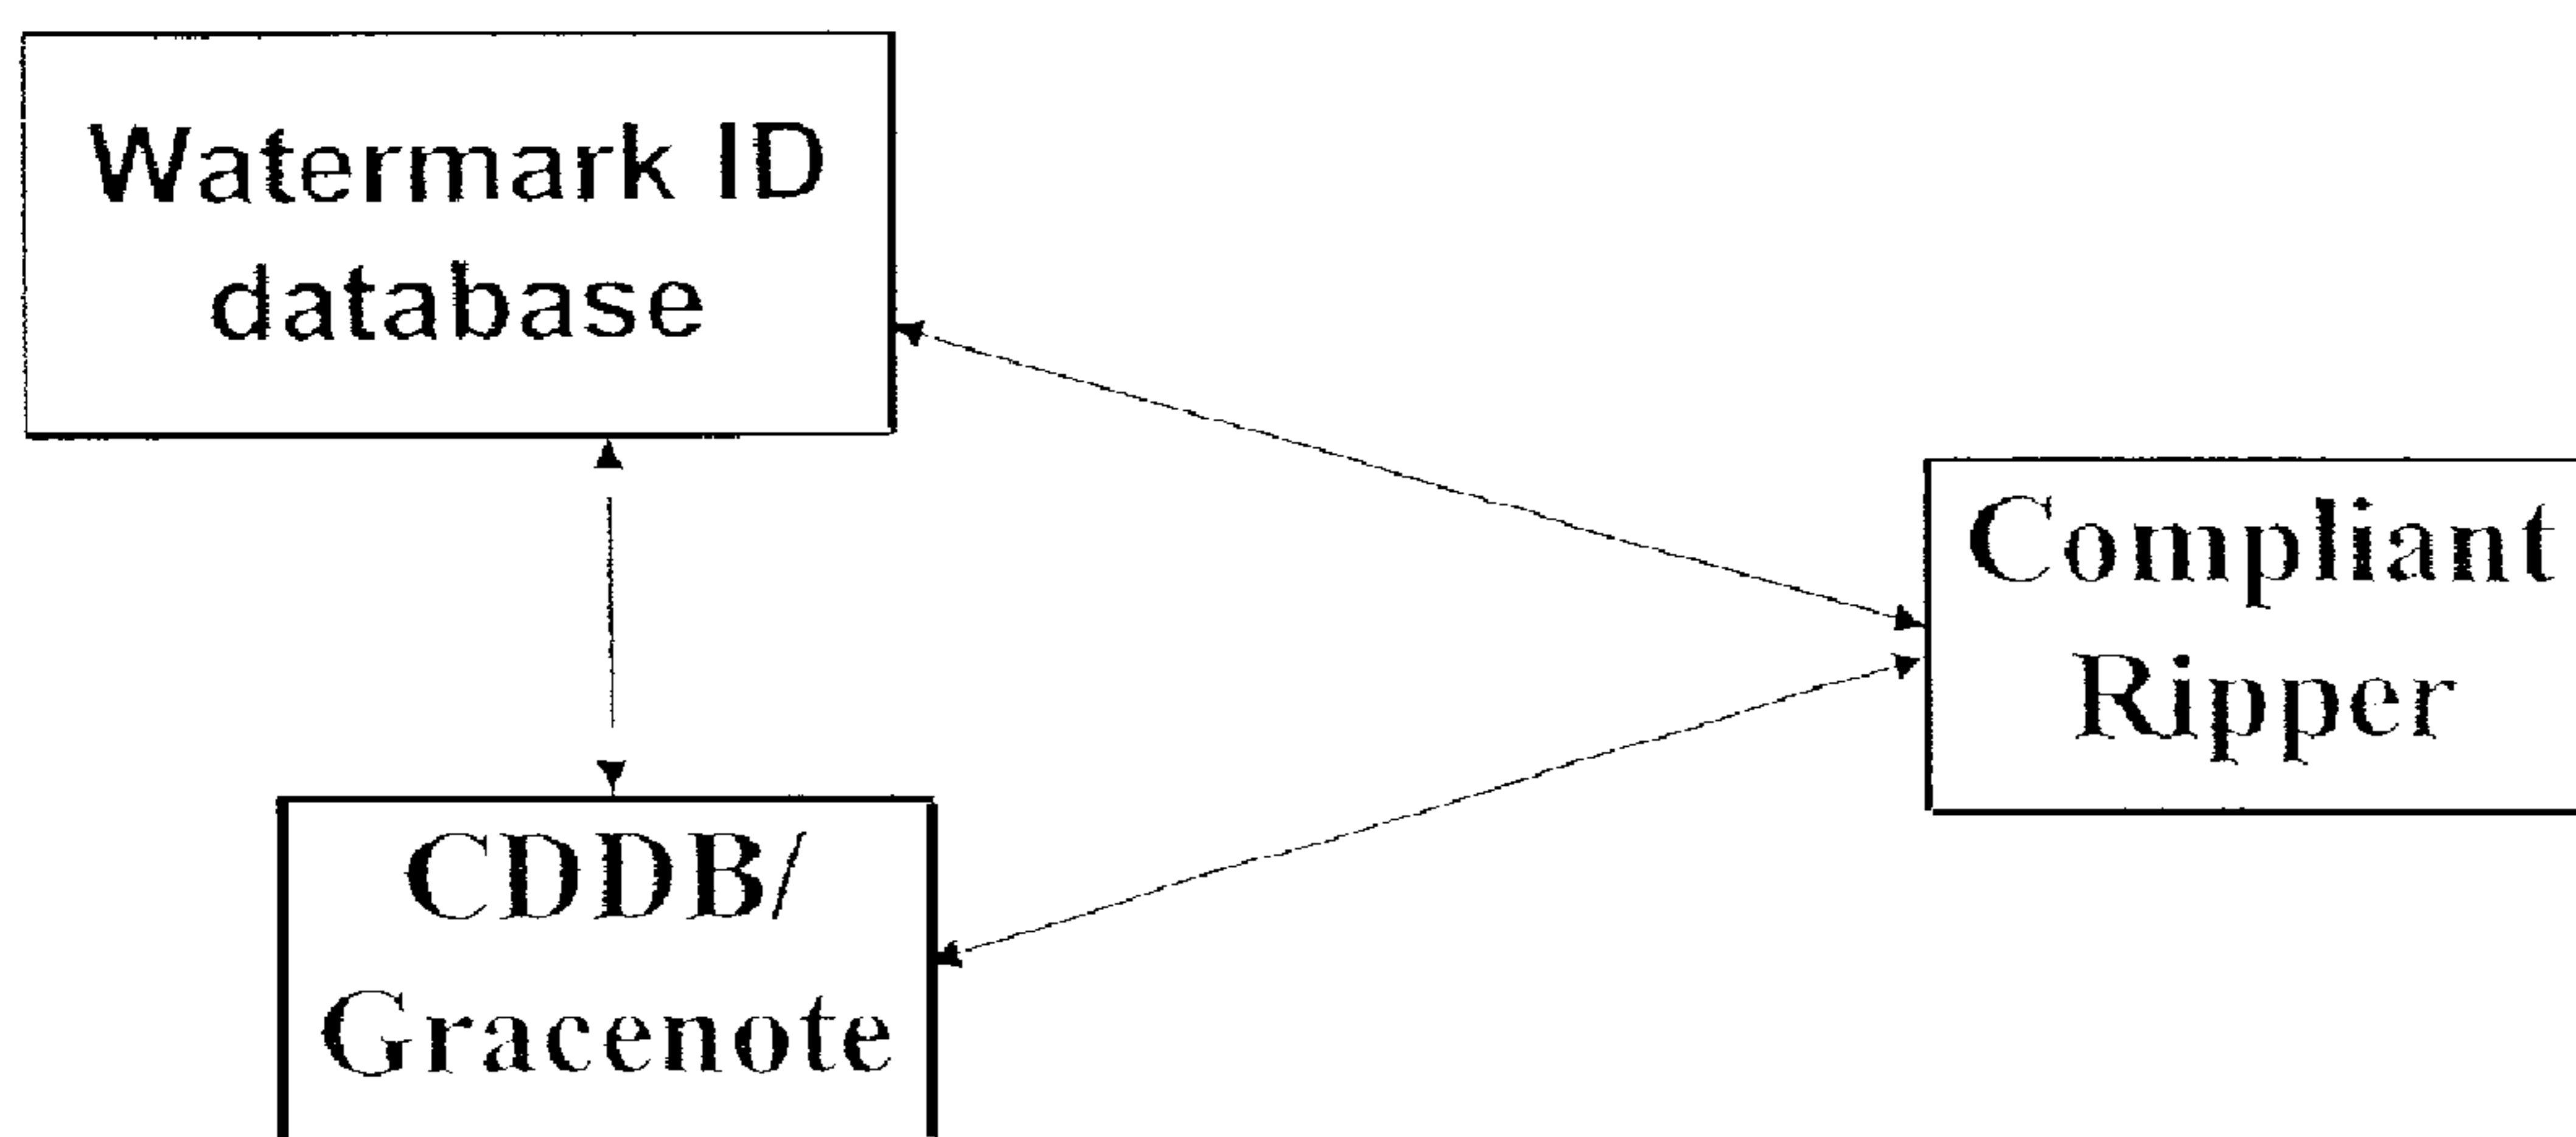 Watermark ID
database
Compliant
Ripper
CDDB/
Gracenote